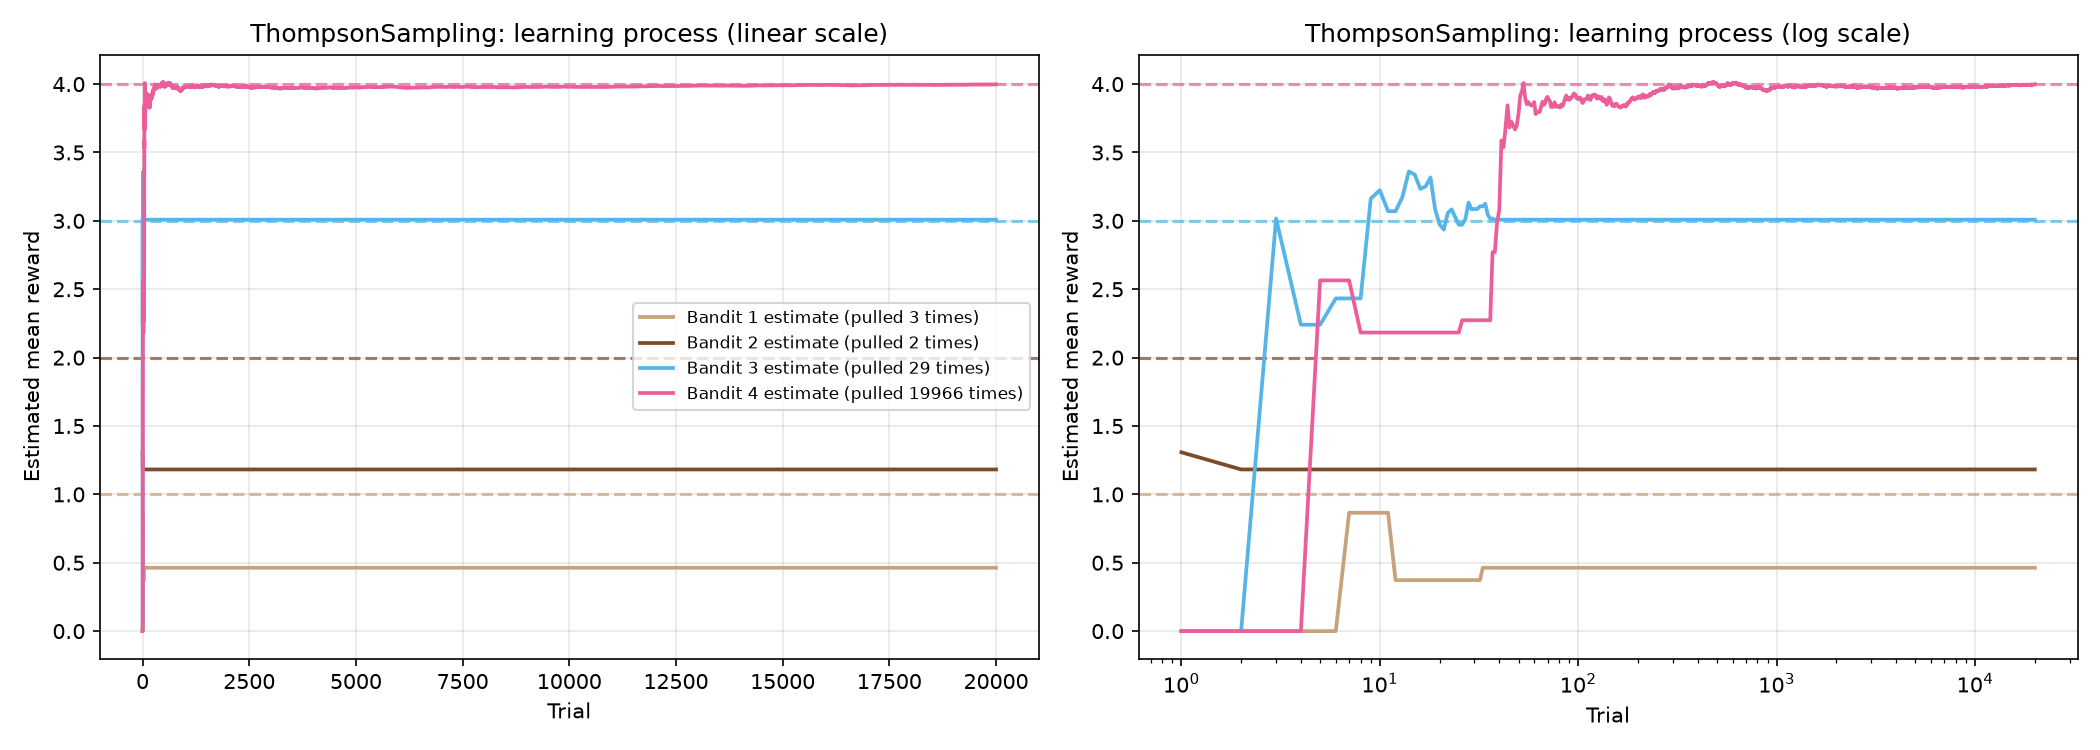 ThompsonSampling: learning process (linear scale)
Estimated mean reward
4.0
3.5
3.0
2.5
2.0
1.5
1.0
0.5
0.0
Bandit 1 estimate (pulled 3 times)
Bandit 2 estimate (pulled 2 times)
Bandit 3 estimate (pulled 29 times)
Bandit 4 estimate (pulled 19966 times)
0 2500 5000 7500 10000 12500 15000 17500 20000
Trial
ThompsonSampling: learning process (log scale)
Estimated mean reward
4.0
3.5
3.0
2.5
2.0
1.5
1.0
0.5
0.0
10⁰ 10¹ 10² 10³ 10⁴
Trial